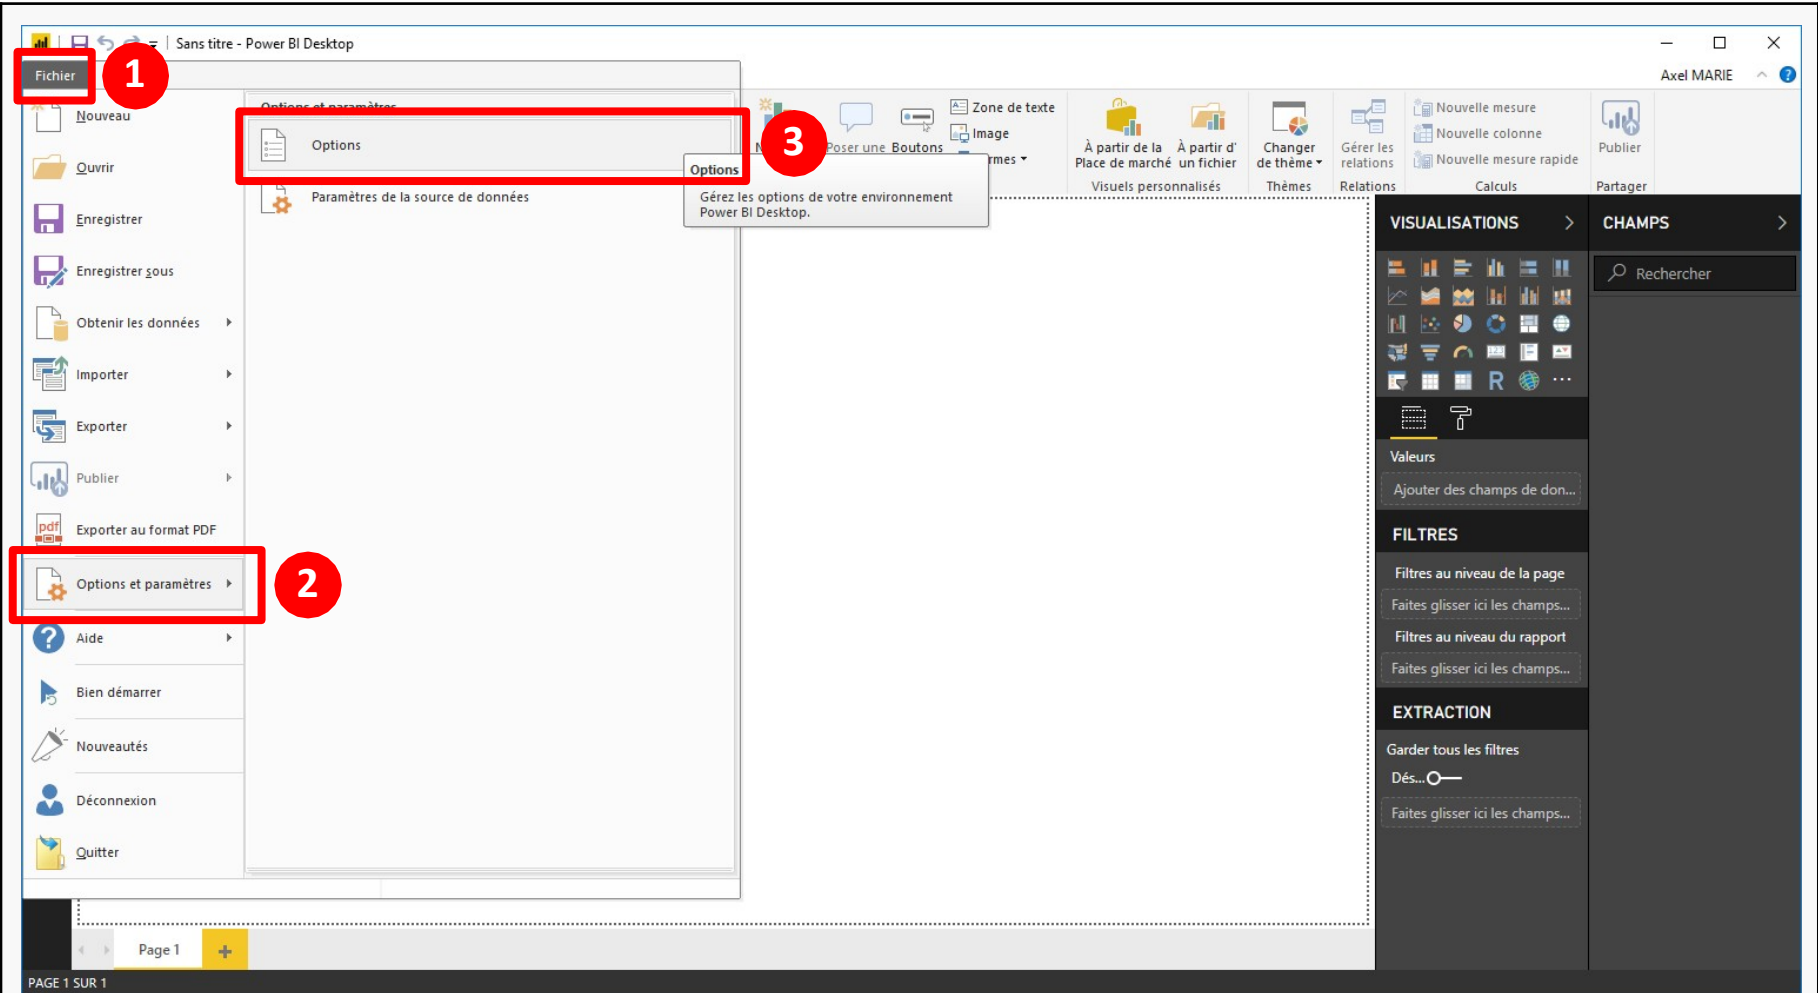 Sans titre - Power BI Desktop
Fichier
1
Axel MARIE
?
Nouveau
Ouvrir
Enregistrer
Enregistrer sous
Obtenir les données
Importer
Exporter
Publier
pdf
Exporter au format PDF
Options et paramètres
2
Aide
Bien démarrer
Nouveautés
Déconnexion
Quitter
Options et paramètres
Options
3
Paramètres de la source de données
Options
Gérez les options de votre environnement
Power BI Desktop.
Poser une
Boutons
Zone de texte
Image
À partir de la
Place de marché
À partir d'
un fichier
Visuels personnalisés
Changer
de thème
Thèmes
Gérer les
relations
Relations
Nouvelle mesure
Nouvelle colonne
Nouvelle mesure rapide
Calculs
Publier
Partager
VISUALISATIONS
R
Valeurs
Ajouter des champs de don...
FILTRES
Filtres au niveau de la page
Faites glisser ici les champs...
Filtres au niveau du rapport
Faites glisser ici les champs...
EXTRACTION
Garder tous les filtres
Dés...
Faites glisser ici les champs...
CHAMPS
Rechercher
Page 1
PAGE 1 SUR 1